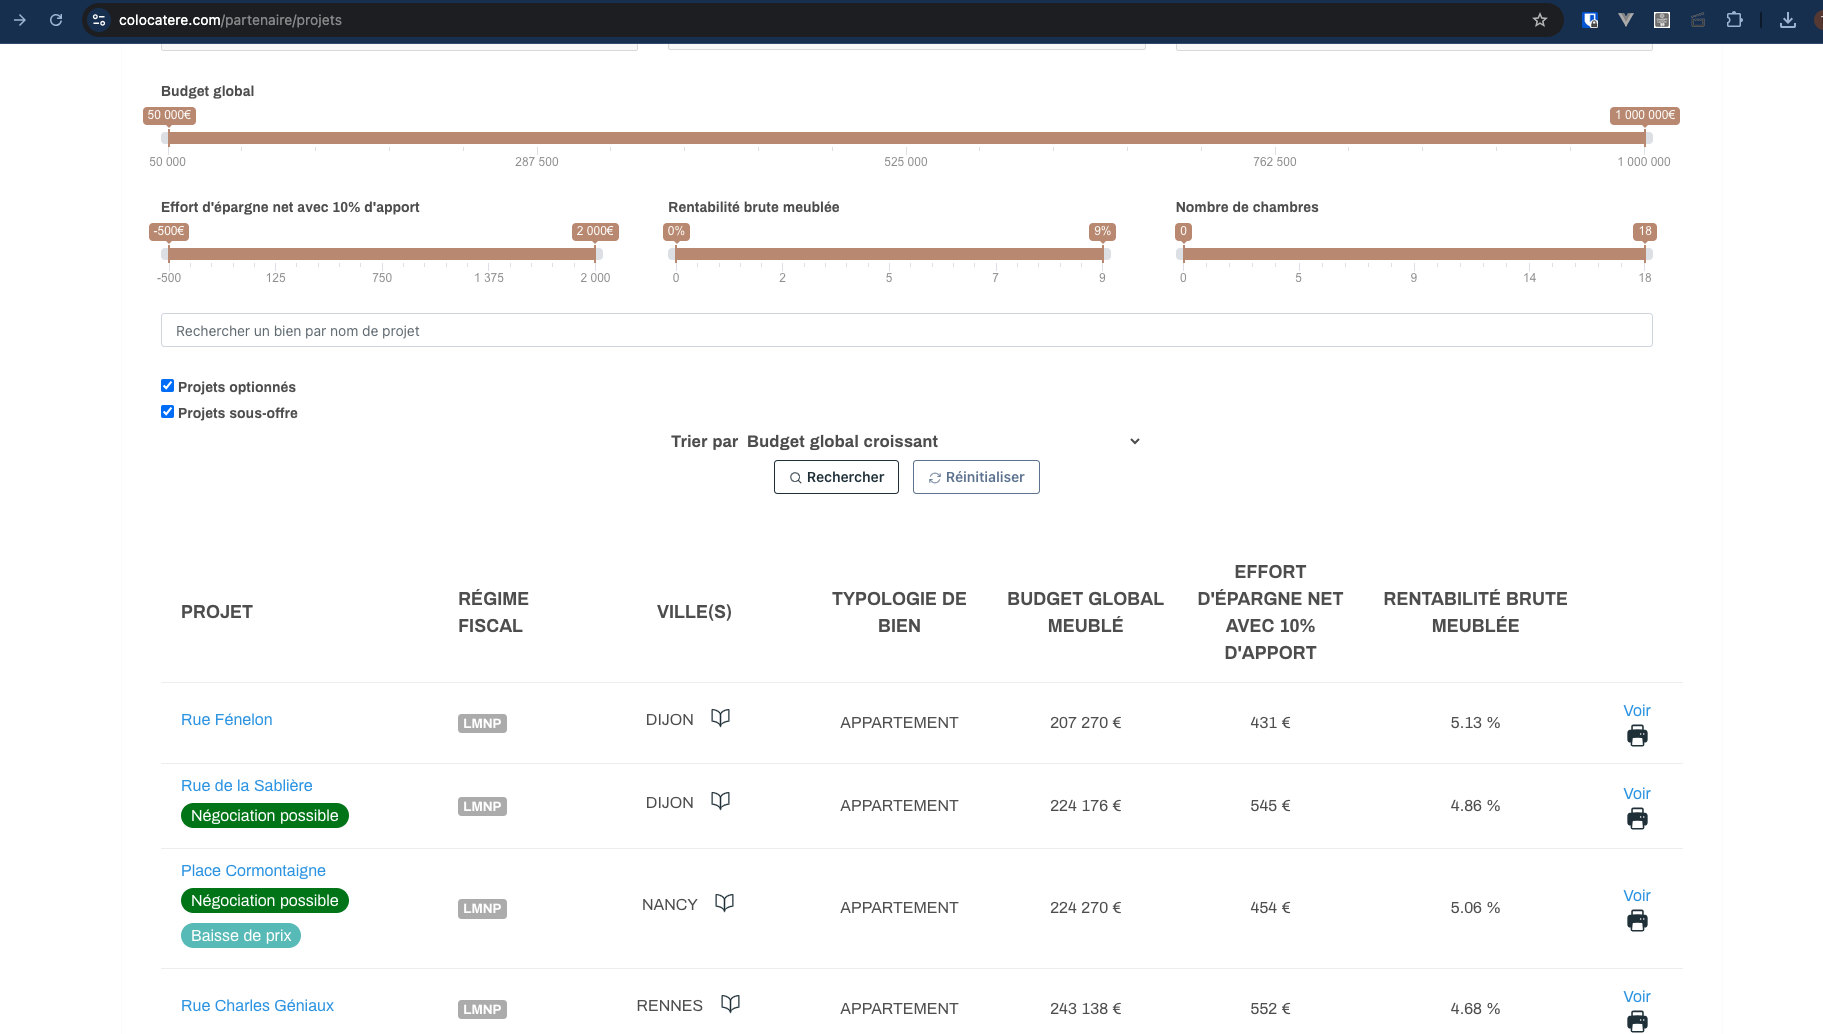 colocatere.com/partenaire/projets
Budget global
50 000€ 1 000 000€
50 000 287 500 525 000 762 500 1 000 000
Effort d'épargne net avec 10% d'apport Rentabilité brute meublée Nombre de chambres
-500€ 2 000€ 0% 9% 0 18
-500 125 750 1 375 2 000 0 2 5 7 9 0 5 9 14 18
Rechercher un bien par nom de projet
Projets optionnés
Projets sous-offre
Trier par Budget global croissant
Rechercher Réinitialiser
PROJET
RÉGIME
FISCAL
VILLE(S)
TYPOLOGIE DE
BIEN
BUDGET GLOBAL
MEUBLÉ
EFFORT
D'ÉPARGNE NET
AVEC 10%
D'APPORT
RENTABILITÉ BRUTE
MEUBLÉE
Rue Fénelon LMNP DIJON APPARTEMENT 207 270 € 431 € 5.13 % Voir
Rue de la Sablière
Négociation possible
LMNP DIJON APPARTEMENT 224 176 € 545 € 4.86 % Voir
Place Cormontaigne
Négociation possible
Baisse de prix
LMNP NANCY APPARTEMENT 224 270 € 454 € 5.06 % Voir
Rue Charles Géniaux LMNP RENNES APPARTEMENT 243 138 € 552 € 4.68 % Voir